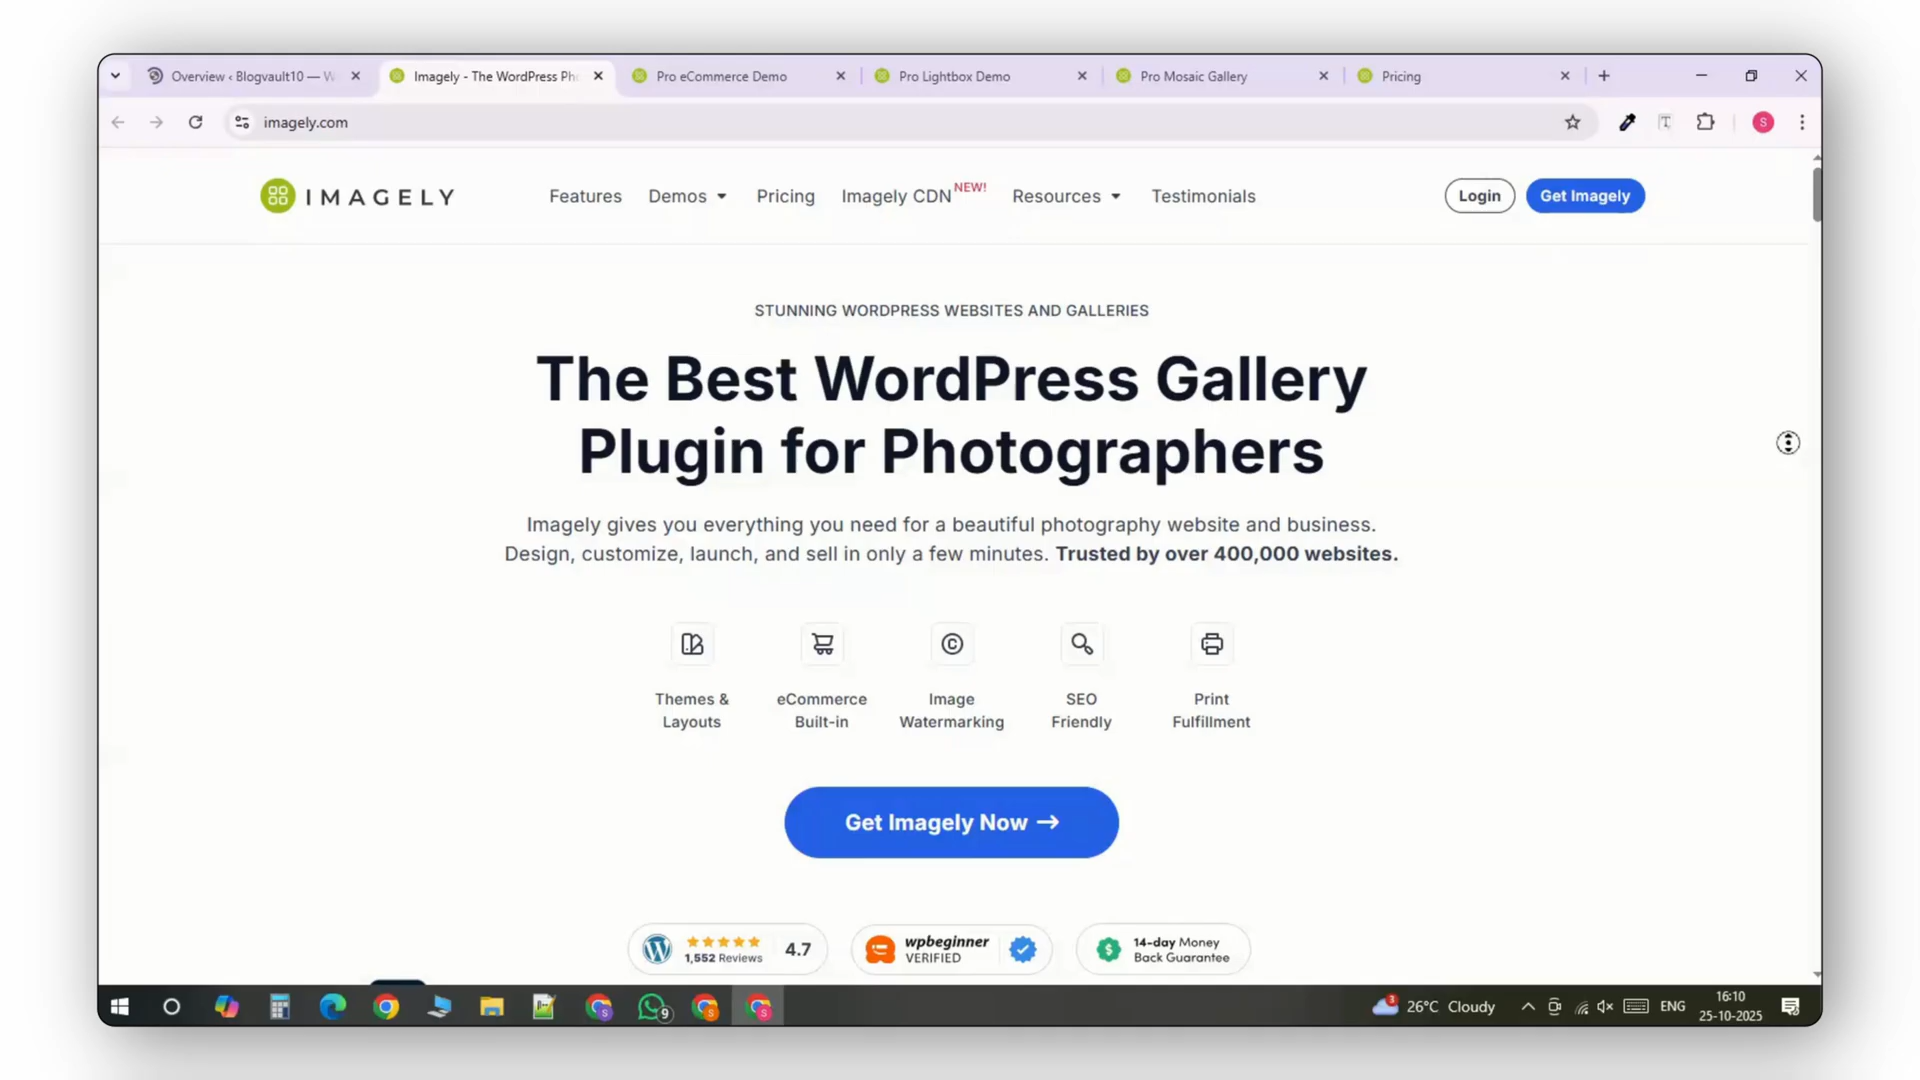 Overview ‹ Blogvault10 — W
Imagely - The WordPress Ph
Pro eCommerce Demo
Pro Lightbox Demo
Pro Mosaic Gallery
Pricing
imagely.com
T
S
IMAGELY
Features
Demos
Pricing
Imagely CDN NEW!
Resources
Testimonials
Login
Get Imagely
STUNNING WORDPRESS WEBSITES AND GALLERIES
The Best WordPress Gallery
Plugin for Photographers
Imagely gives you everything you need for a beautiful photography website and business.
Design, customize, launch, and sell in only a few minutes. Trusted by over 400,000 websites.
Themes &
Layouts
eCommerce
Built-in
Image
Watermarking
SEO
Friendly
Print
Fulfillment
Get Imagely Now →
1,552 Reviews
4.7
wpbeginner
VERIFIED
14-day Money
Back Guarantee
9
3
26°C Cloudy
ENG
16:10
25-10-2025